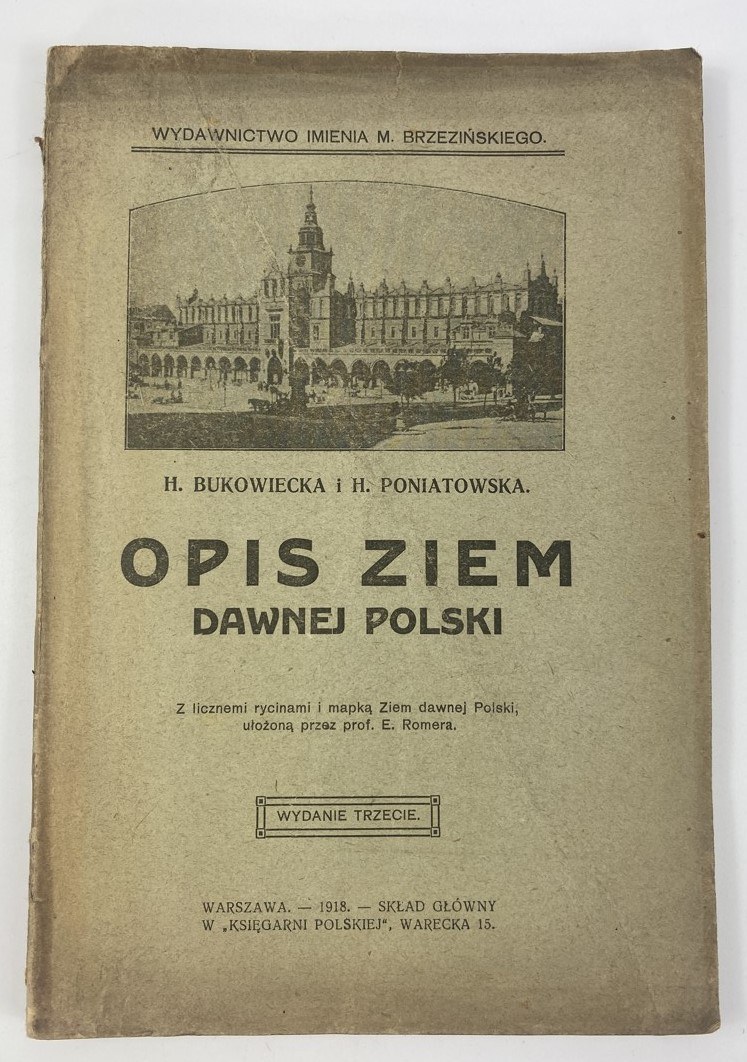 WYDAWNICTWO IMIENIA M. BRZEZIŃSKIEGO.
H. BUKOWIECKA i H. PONIATOWSKA.
OPIS ZIEM
DAWNEJ POLSKI
Z licznemi rycinami i mapką Ziem dawnej Polski,
ułożoną przez prof. E. Romera.
WYDANIE TRZECIE.
WARSZAWA. — 1918. — SKŁAD GŁÓWNY
W „KSIĘGARNI POLSKIEJ“, WARECKA 15.